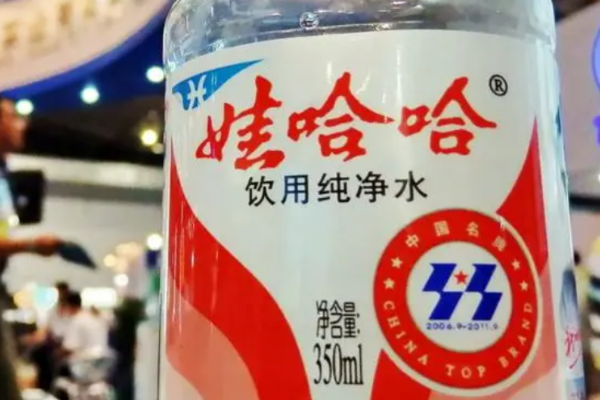 娃哈哈®
饮用纯净水
中国名牌
2006.9-2011.9
CHINA TOP BRAND
净含量:
350ml